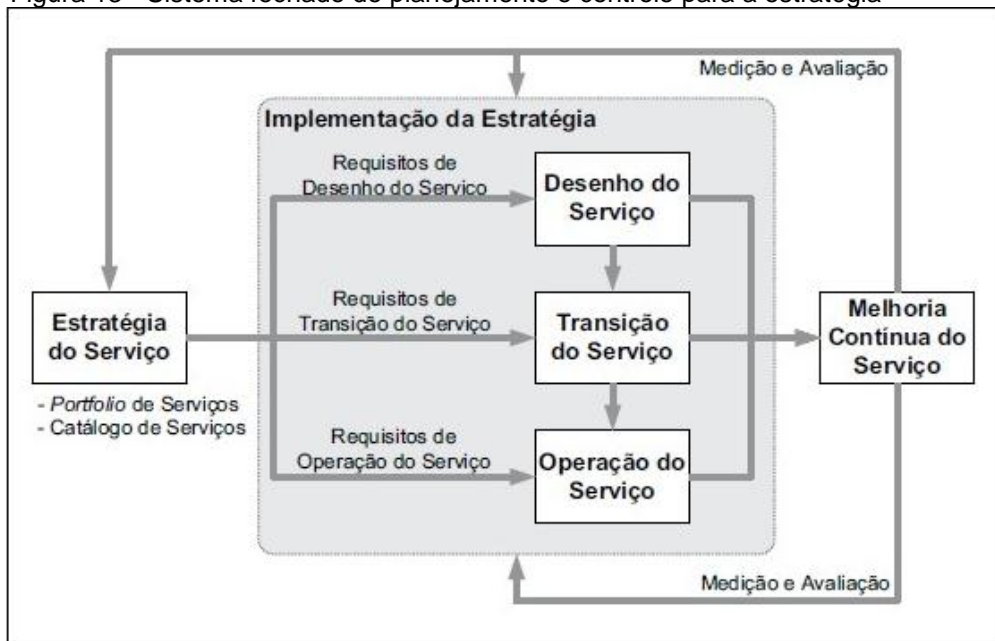 Medição e Avaliação
Implementação da Estratégia
Requisitos de
Desenho do Servico
Desenho do
Serviço
Estratégia
do Serviço
- Portfolio de Serviços
- Catálogo de Serviços
Requisitos de
Transição do Serviço
Transição
do Serviço
Melhoria
Contínua do
Serviço
Requisitos de
Operação do Serviço
Operação do
Serviço
Medição e Avaliação